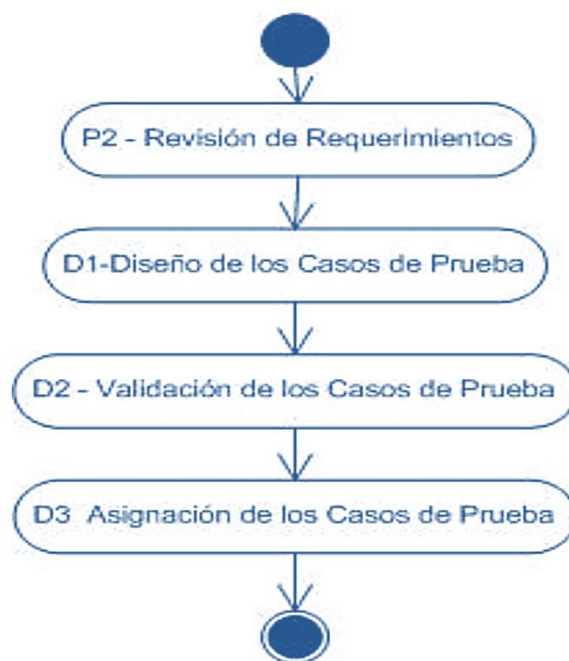 P2 - Revisión de Requerimientos
D1-Diseño de los Casos de Prueba
D2 - Validación de los Casos de Prueba
D3 Asignación de los Casos de Prueba